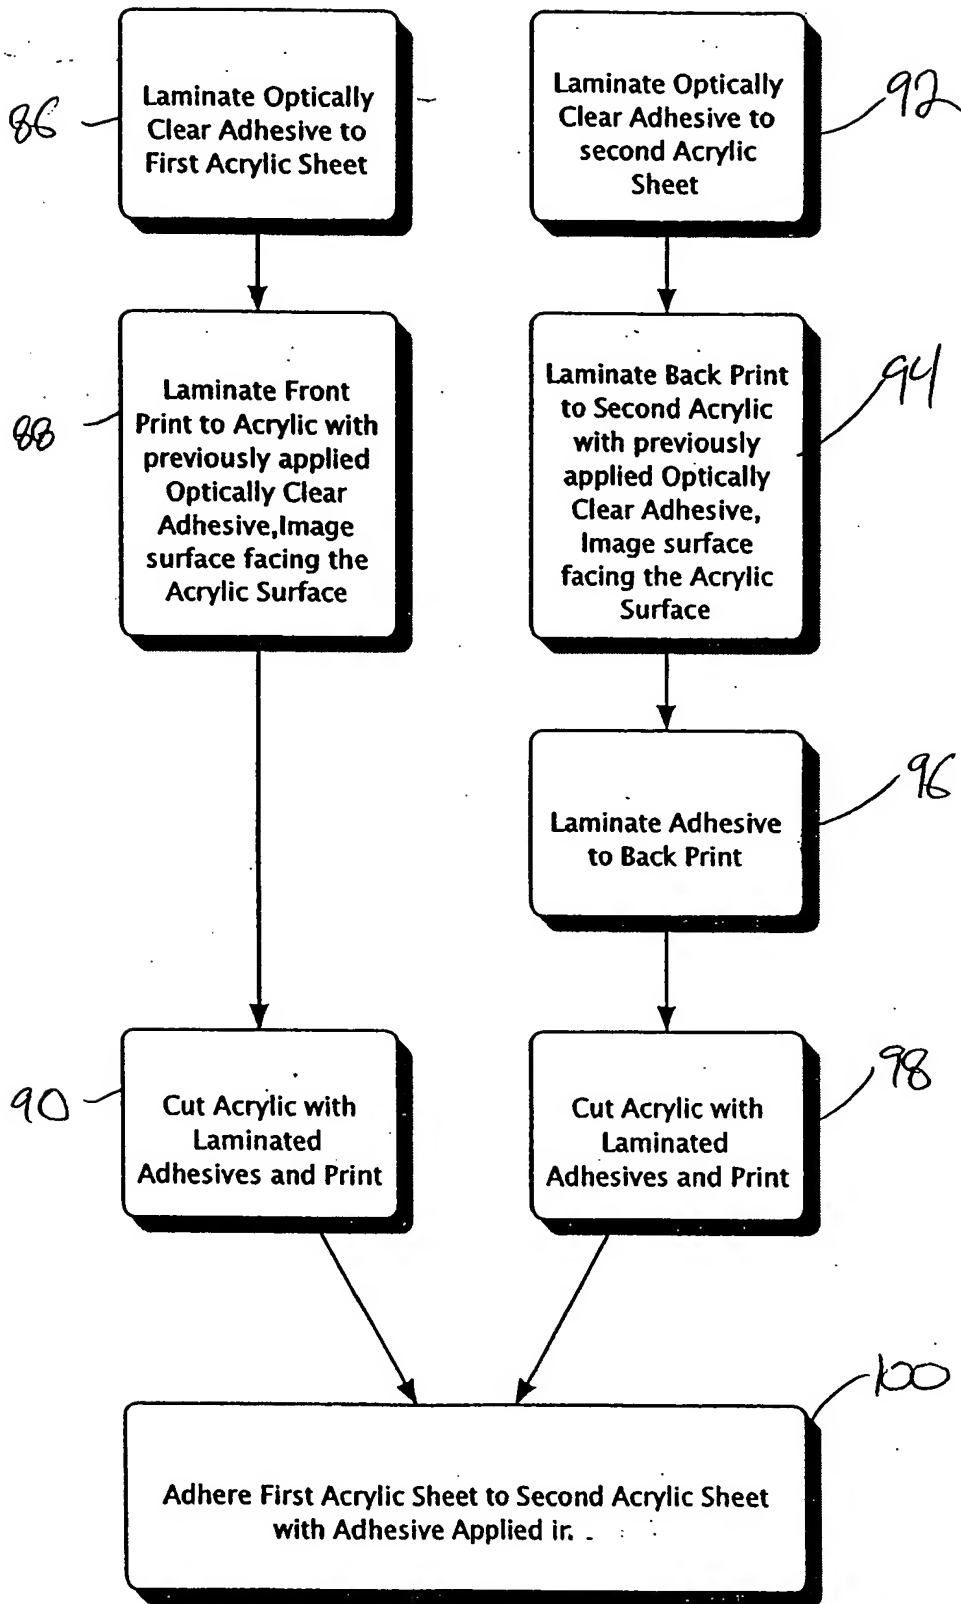 86
Laminate Optically
Clear Adhesive to
First Acrylic Sheet
92
Laminate Optically
Clear Adhesive to
second Acrylic
Sheet
88
Laminate Front
Print to Acrylic with
previously applied
Optically Clear
Adhesive,Image
surface facing the
Acrylic Surface
94
Laminate Back Print
to Second Acrylic
with previously
applied Optically
Clear Adhesive,
Image surface
facing the Acrylic
Surface
96
Laminate Adhesive
to Back Print
90
Cut Acrylic with
Laminated
Adhesives and Print
98
Cut Acrylic with
Laminated
Adhesives and Print
100
Adhere First Acrylic Sheet to Second Acrylic Sheet
with Adhesive Applied